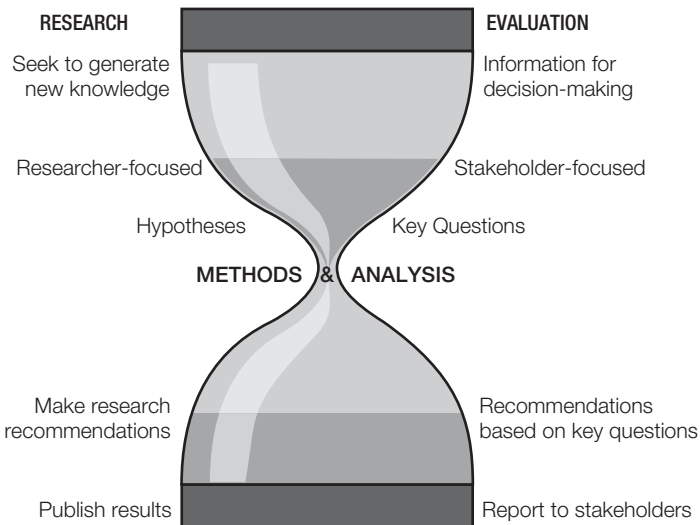 RESEARCH
EVALUATION
Seek to generate
new knowledge
Information for
decision-making
Researcher-focused
Stakeholder-focused
Hypotheses
Key Questions
METHODS & ANALYSIS
Make research
recommendations
Recommendations
based on key questions
Publish results
Report to stakeholders